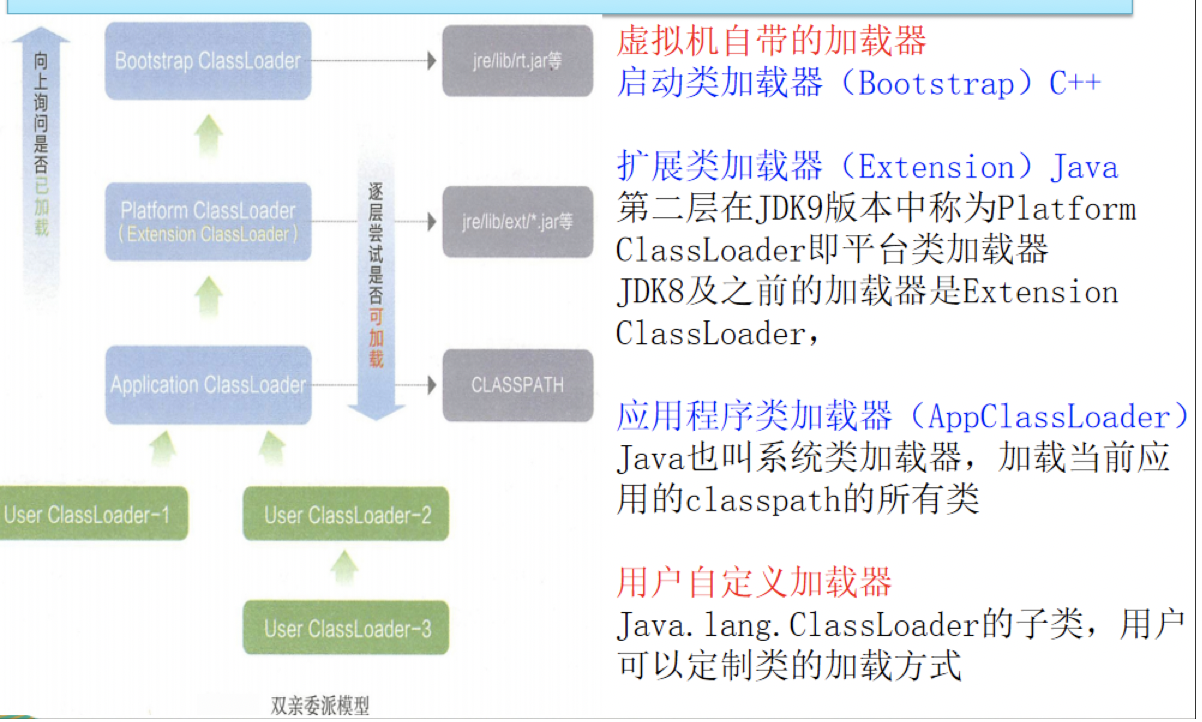 向上询问是否已加载
Bootstrap ClassLoader
jre/lib/rt.jar等
Platform ClassLoader
(Extension ClassLoader)
逐层尝试是否可加载
jre/lib/ext/*.jar等
Application ClassLoader
CLASSPATH
User ClassLoader-1
User ClassLoader-2
User ClassLoader-3
双亲委派模型
虚拟机自带的加载器
启动类加载器（Bootstrap）C++
扩展类加载器（Extension）Java
第二层在JDK9版本中称为Platform
ClassLoader即平台类加载器
JDK8及之前的加载器是Extension
ClassLoader，
应用程序类加载器（AppClassLoader）
Java也叫系统类加载器，加载当前应
用的classpath的所有类
用户自定义加载器
Java.lang.ClassLoader的子类，用户
可以定制类的加载方式